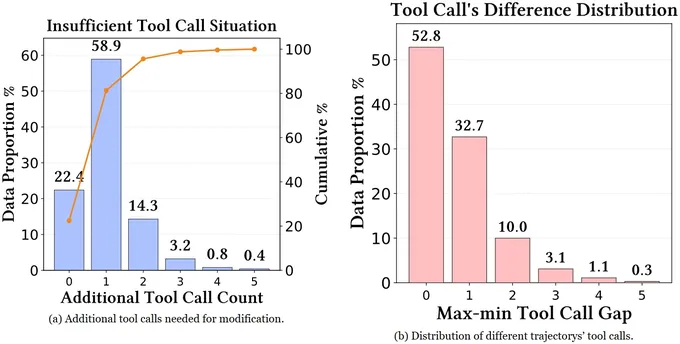 Insufficient Tool Call Situation
Data Proportion %
60
50
40
30
20
10
0
22.4
58.9
14.3
3.2
0.8
0.4
100
80
60
40
20
0
Cumulative %
0 1 2 3 4 5
Additional Tool Call Count
(a) Additional tool calls needed for modification.
Tool Call's Difference Distribution
Data Proportion %
50
40
30
20
10
0
52.8
32.7
10.0
3.1
1.1
0.3
0 1 2 3 4 5
Max-min Tool Call Gap
(b) Distribution of different trajectorys' tool calls.